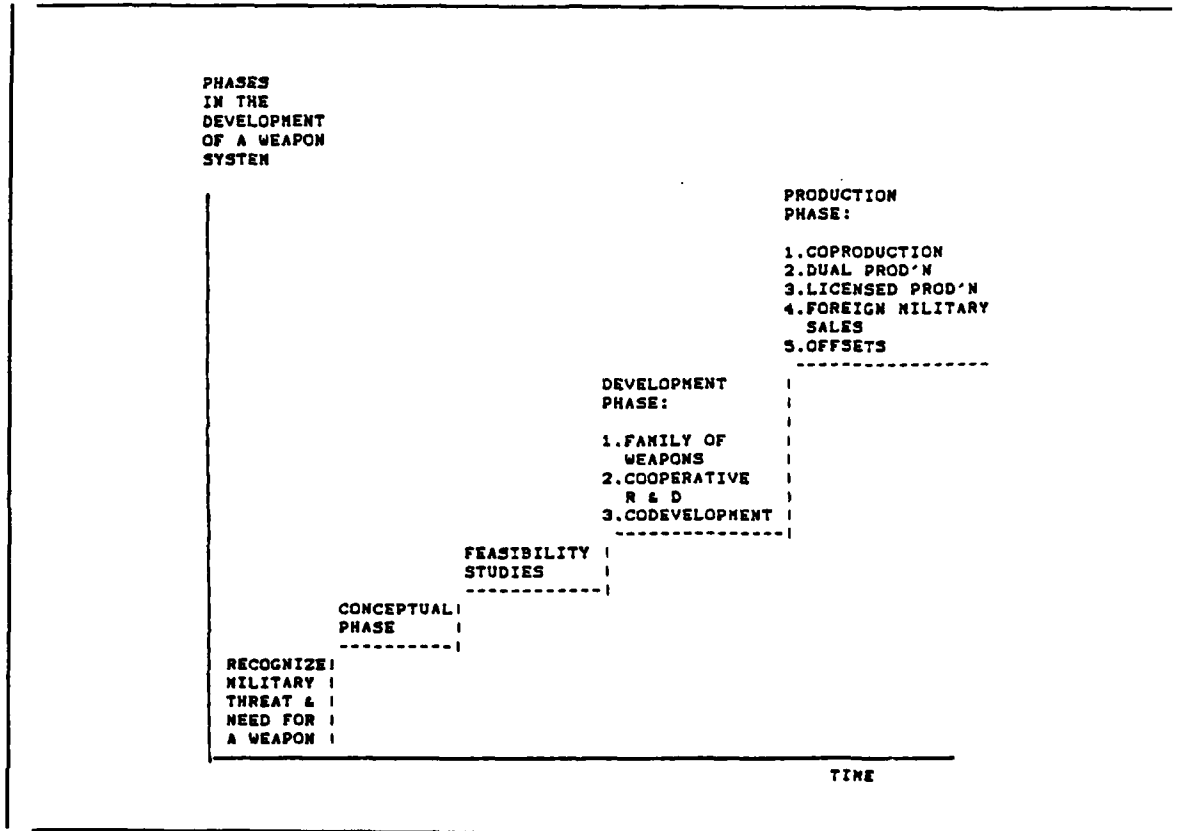 PHASES
IN THE
DEVELOPMENT
OF A WEAPON
SYSTEM
PRODUCTION
PHASE:
1.COPRODUCTION
2.DUAL PROD'N
3.LICENSED PROD'N
4.FOREIGN MILITARY
SALES
5.OFFSETS
DEVELOPMENT
PHASE:
1.FAMILY OF
WEAPONS
2.COOPERATIVE
R & D
3.CODEVELOPMENT
FEASIBILITY
STUDIES
CONCEPTUAL
PHASE
RECOGNIZE
MILITARY
THREAT &
NEED FOR
A WEAPON
TIME